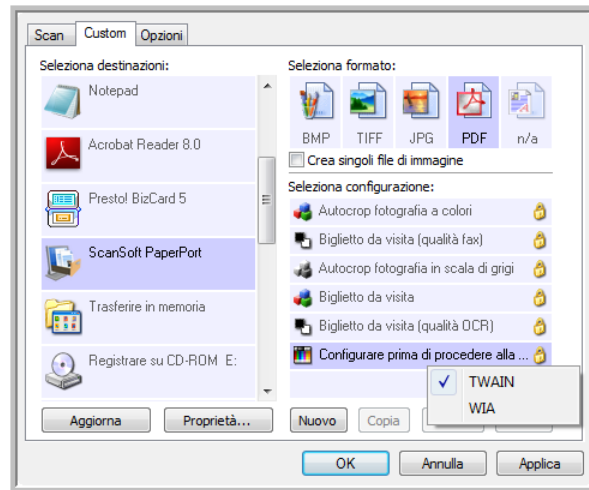 Scan Custom Opzioni
Seleziona destinazioni:
Notepad
Acrobat Reader 8.0
Presto! BizCard 5
ScanSoft PaperPort
Trasferire in memoria
Registrare su CD-ROM E:
Aggiorna Proprietà...
Seleziona formato:
BMP TIFF JPG PDF n/a
Crea singoli file di immagine
Seleziona configurazione:
Autocrop fotografia a colori
Biglietto da visita (qualità fax)
Autocrop fotografia in scala di grigi
Biglietto da visita
Biglietto da visita (qualità OCR)
Configurare prima di procedere alla ...
TWAIN
WIA
Nuovo Copia
OK Annulla Applica